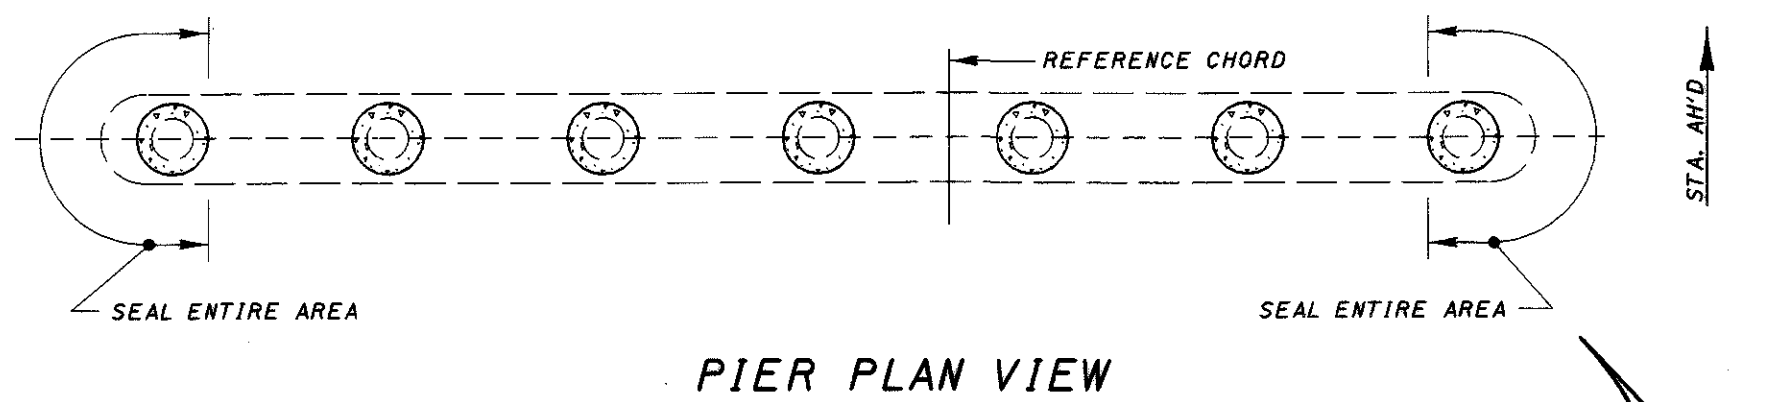 REFERENCE CHORD
STA. AH'D
SEAL ENTIRE AREA
SEAL ENTIRE AREA
PIER PLAN VIEW